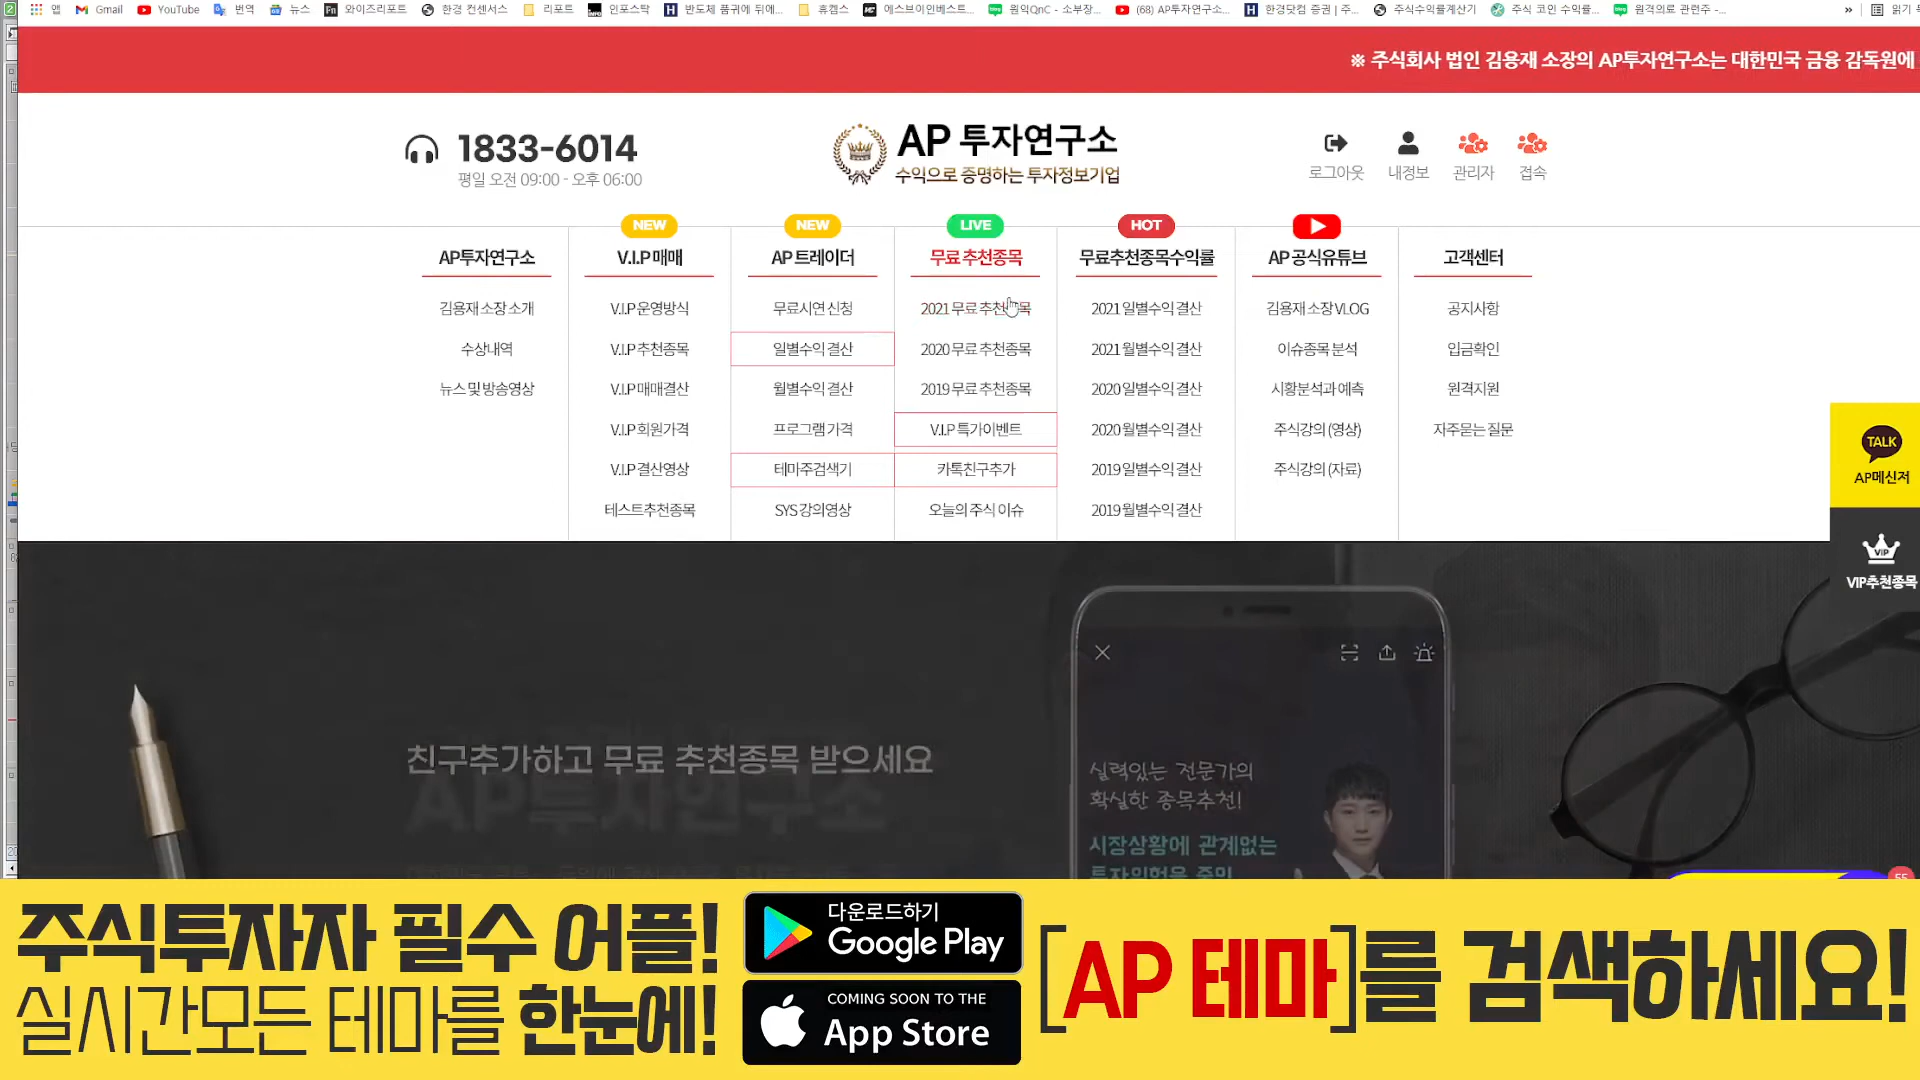 앱 Gmail YouTube 번역 뉴스 와이즈리포트 한경 컨센서스 리포트 인포스탁 반도체 품귀에 뒤에... 휴캠스 에스브이인베스트... 원익QnC - 소부장... (68) AP투자연구소... 한경닷컴 증권 | 주... 주식수익률계산기 주식 코인 수익률... 원격의료 관련주 -... » 읽기
※ 주식회사 법인 김용재 소장의 AP투자연구소는 대한민국 금융 감독원에
1833-6014
평일 오전 09:00 - 오후 06:00
AP 투자연구소
수익으로 증명하는 투자정보기업
로그아웃 내정보 관리자 접속
NEW NEW LIVE HOT
AP투자연구소 V.I.P 매매 AP 트레이더 무료 추천종목 무료추천종목수익률 AP 공식유튜브 고객센터
김용재 소장 소개 V.I.P 운영방식 무료시연 신청 2021 무료 추천종목 2021 일별수익 결산 김용재 소장 VLOG 공지사항
수상내역 V.I.P 추천종목 일별수익 결산 2020 무료 추천종목 2021 월별수익 결산 이슈종목 분석 입금확인
뉴스 및 방송영상 V.I.P 매매결산 월별수익 결산 2019 무료 추천종목 2020 일별수익 결산 시황분석과 예측 원격지원
V.I.P 회원가격 프로그램 가격 V.I.P 특가이벤트 2020 월별수익 결산 주식강의 (영상) 자주묻는 질문
V.I.P 결산영상 테마주검색기 카톡친구추가 2019 일별수익 결산 주식강의 (자료)
테스트추천종목 SYS 강의영상 오늘의 주식 이슈 2019 월별수익 결산
TALK
AP메신저
VIP
VIP추천종목
친구추가하고 무료 추천종목 받으세요
AP투자연구소
실력있는 전문가의
확실한 종목추천!
시장상황에 관계없는
55
주식투자자 필수 어플!
실시간모든 테마를 한눈에!
다운로드하기
Google Play
COMING SOON TO THE
App Store
[AP 테마]를 검색하세요!